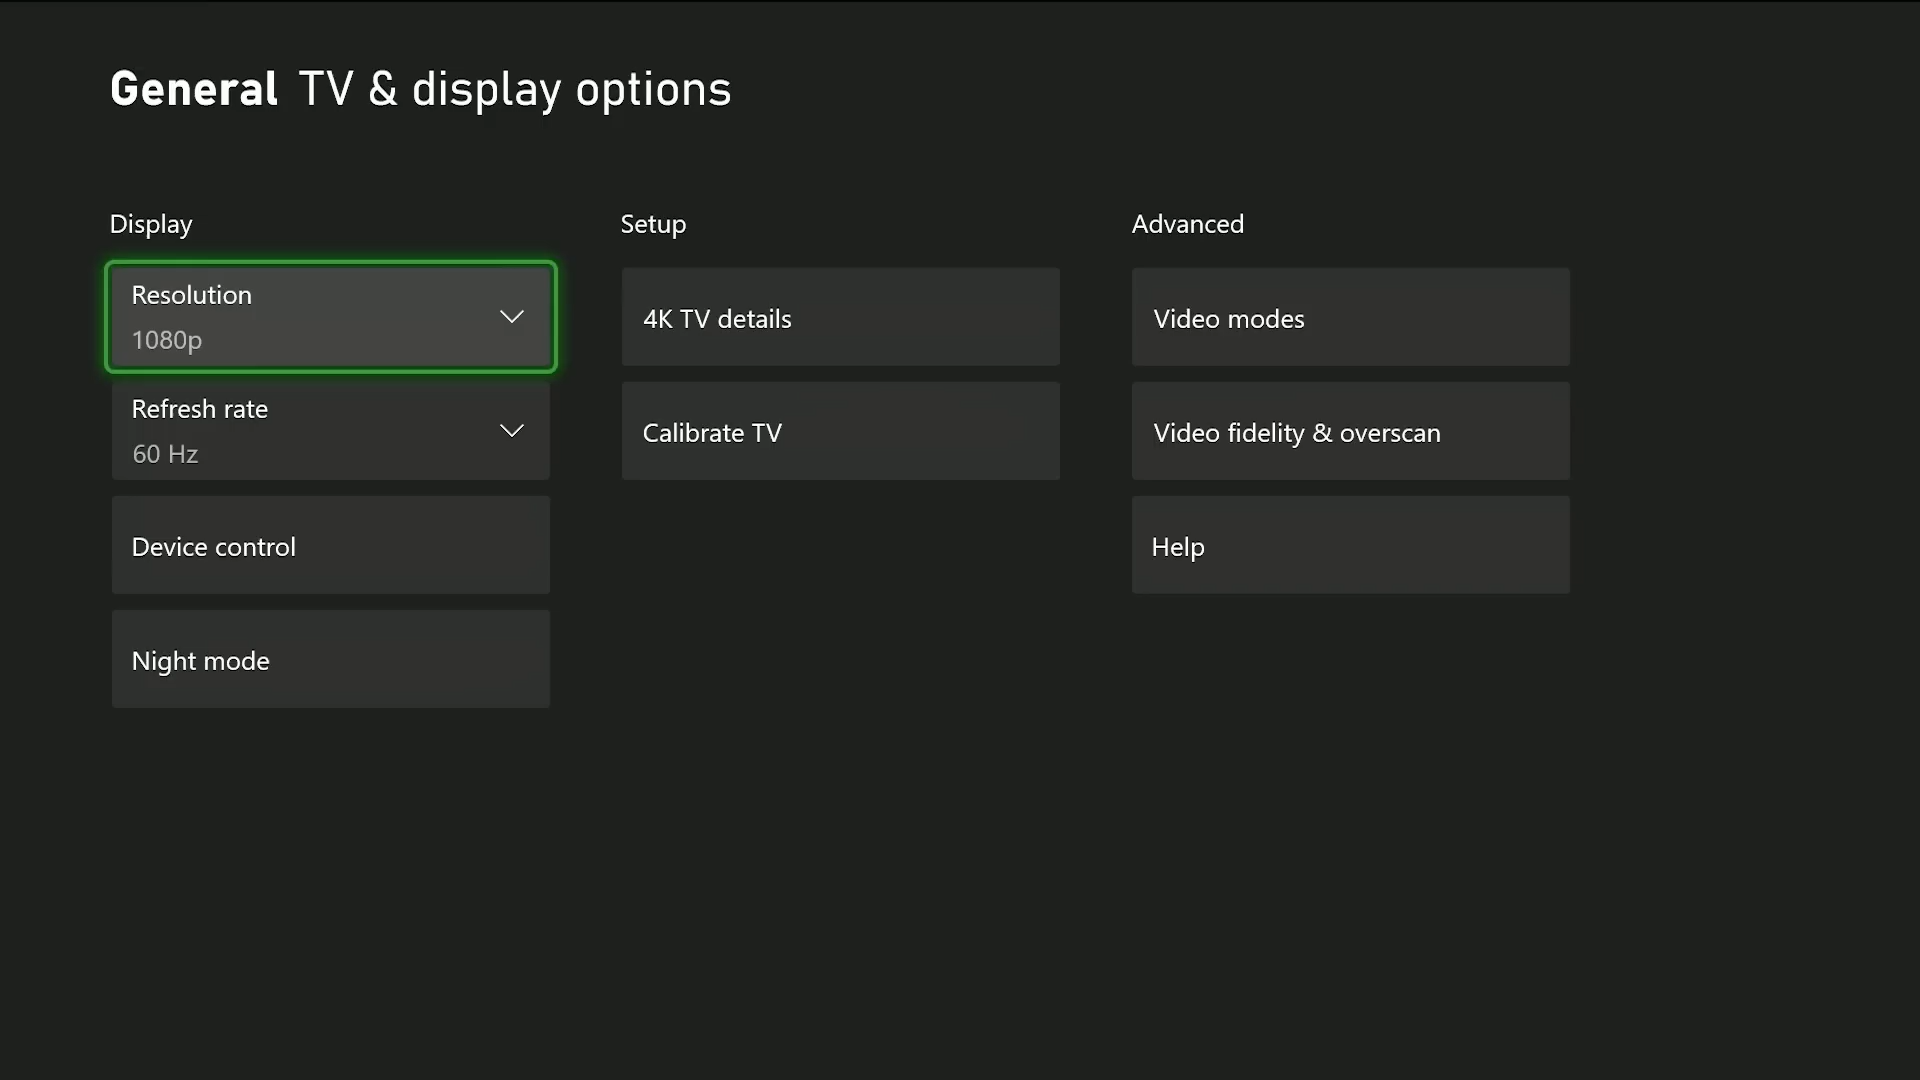 General TV & display options
Display
Resolution
1080p
Refresh rate
60 Hz
Device control
Night mode
Setup
4K TV details
Calibrate TV
Advanced
Video modes
Video fidelity & overscan
Help